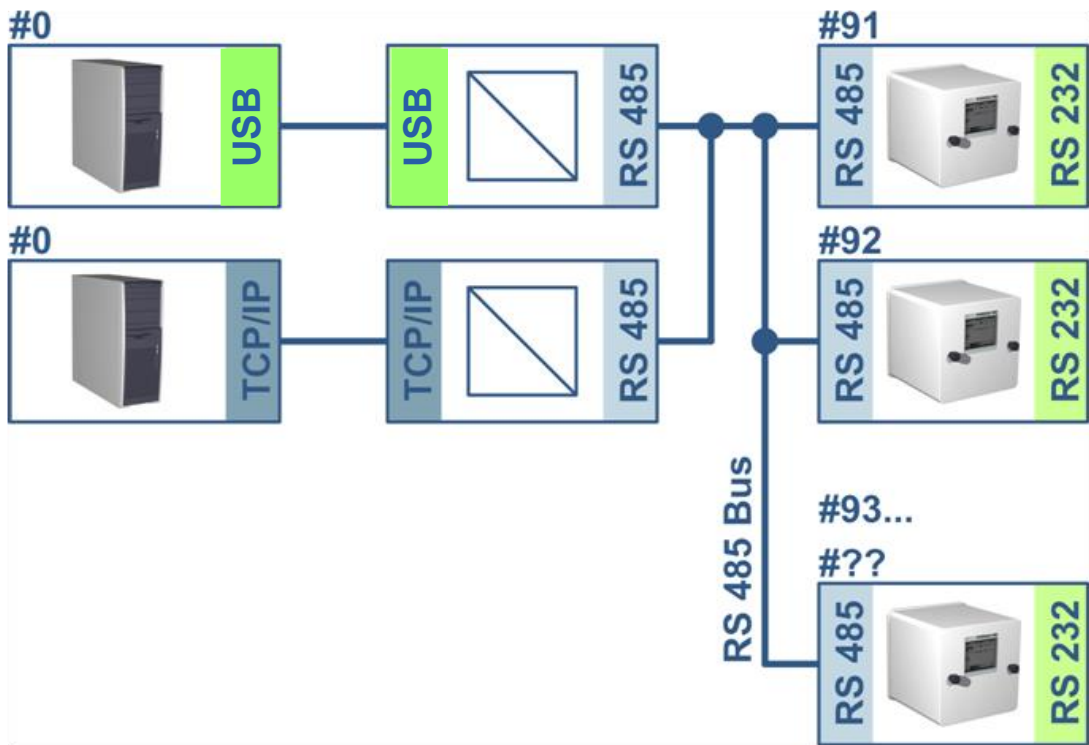 #0
USB
USB
RS 485
#91
RS 485
RS 232
#0
TCP/IP
TCP/IP
RS 485
#92
RS 485
RS 232
RS 485 Bus
#93...
#??
RS 485
RS 232